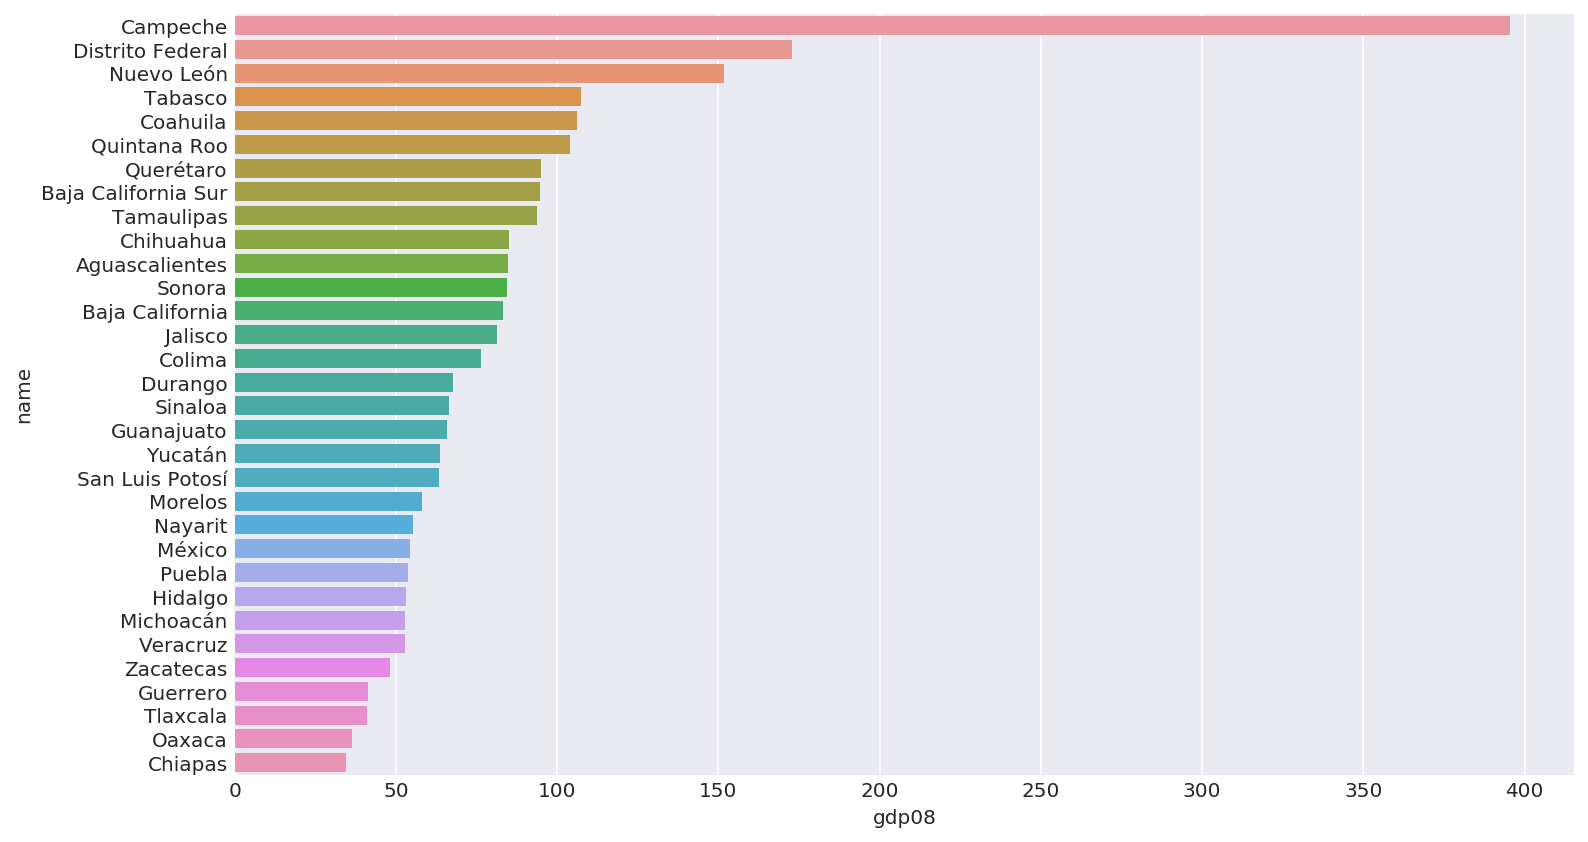 Campeche
Distrito Federal
Nuevo León
Tabasco
Coahuila
Quintana Roo
Querétaro
Baja California Sur
Tamaulipas
Chihuahua
Aguascalientes
Sonora
Baja California
Jalisco
Colima
Durango
Sinaloa
Guanajuato
Yucatán
San Luis Potosí
Morelos
Nayarit
México
Puebla
Hidalgo
Michoacán
Veracruz
Zacatecas
Guerrero
Tlaxcala
Oaxaca
Chiapas
name
0 50 100 150 200 250 300 350 400
gdp08